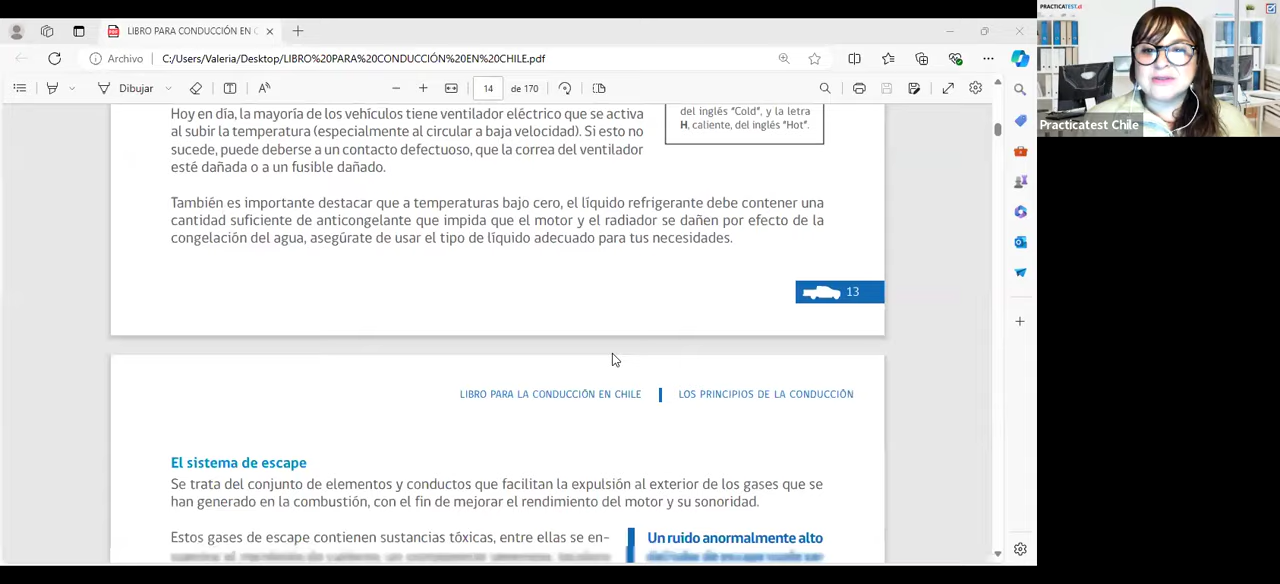 LIBRO PARA CONDUCCIÓN EN C
Archivo
C:/Users/Valeria/Desktop/LIBRO%20PARA%20CONDUCCIÓN%20EN%20CHILE.pdf
Dibujar
14
de 170
PRACTICATEST.cl
Practicatest Chile
Hoy en día, la mayoría de los vehículos tiene ventilador eléctrico que se activa
al subir la temperatura (especialmente al circular a baja velocidad). Si esto no
sucede, puede deberse a un contacto defectuoso, que la correa del ventilador
esté dañada o a un fusible dañado.
del inglés “Cold”, y la letra
H, caliente, del inglés “Hot”.
También es importante destacar que a temperaturas bajo cero, el líquido refrigerante debe contener una
cantidad suficiente de anticongelante que impida que el motor y el radiador se dañen por efecto de la
congelación del agua, asegúrate de usar el tipo de líquido adecuado para tus necesidades.
13
LIBRO PARA LA CONDUCCIÓN EN CHILE
LOS PRINCIPIOS DE LA CONDUCCIÓN
El sistema de escape
Se trata del conjunto de elementos y conductos que facilitan la expulsión al exterior de los gases que se
han generado en la combustión, con el fin de mejorar el rendimiento del motor y su sonoridad.
Estos gases de escape contienen sustancias tóxicas, entre ellas se en-
Un ruido anormalmente alto